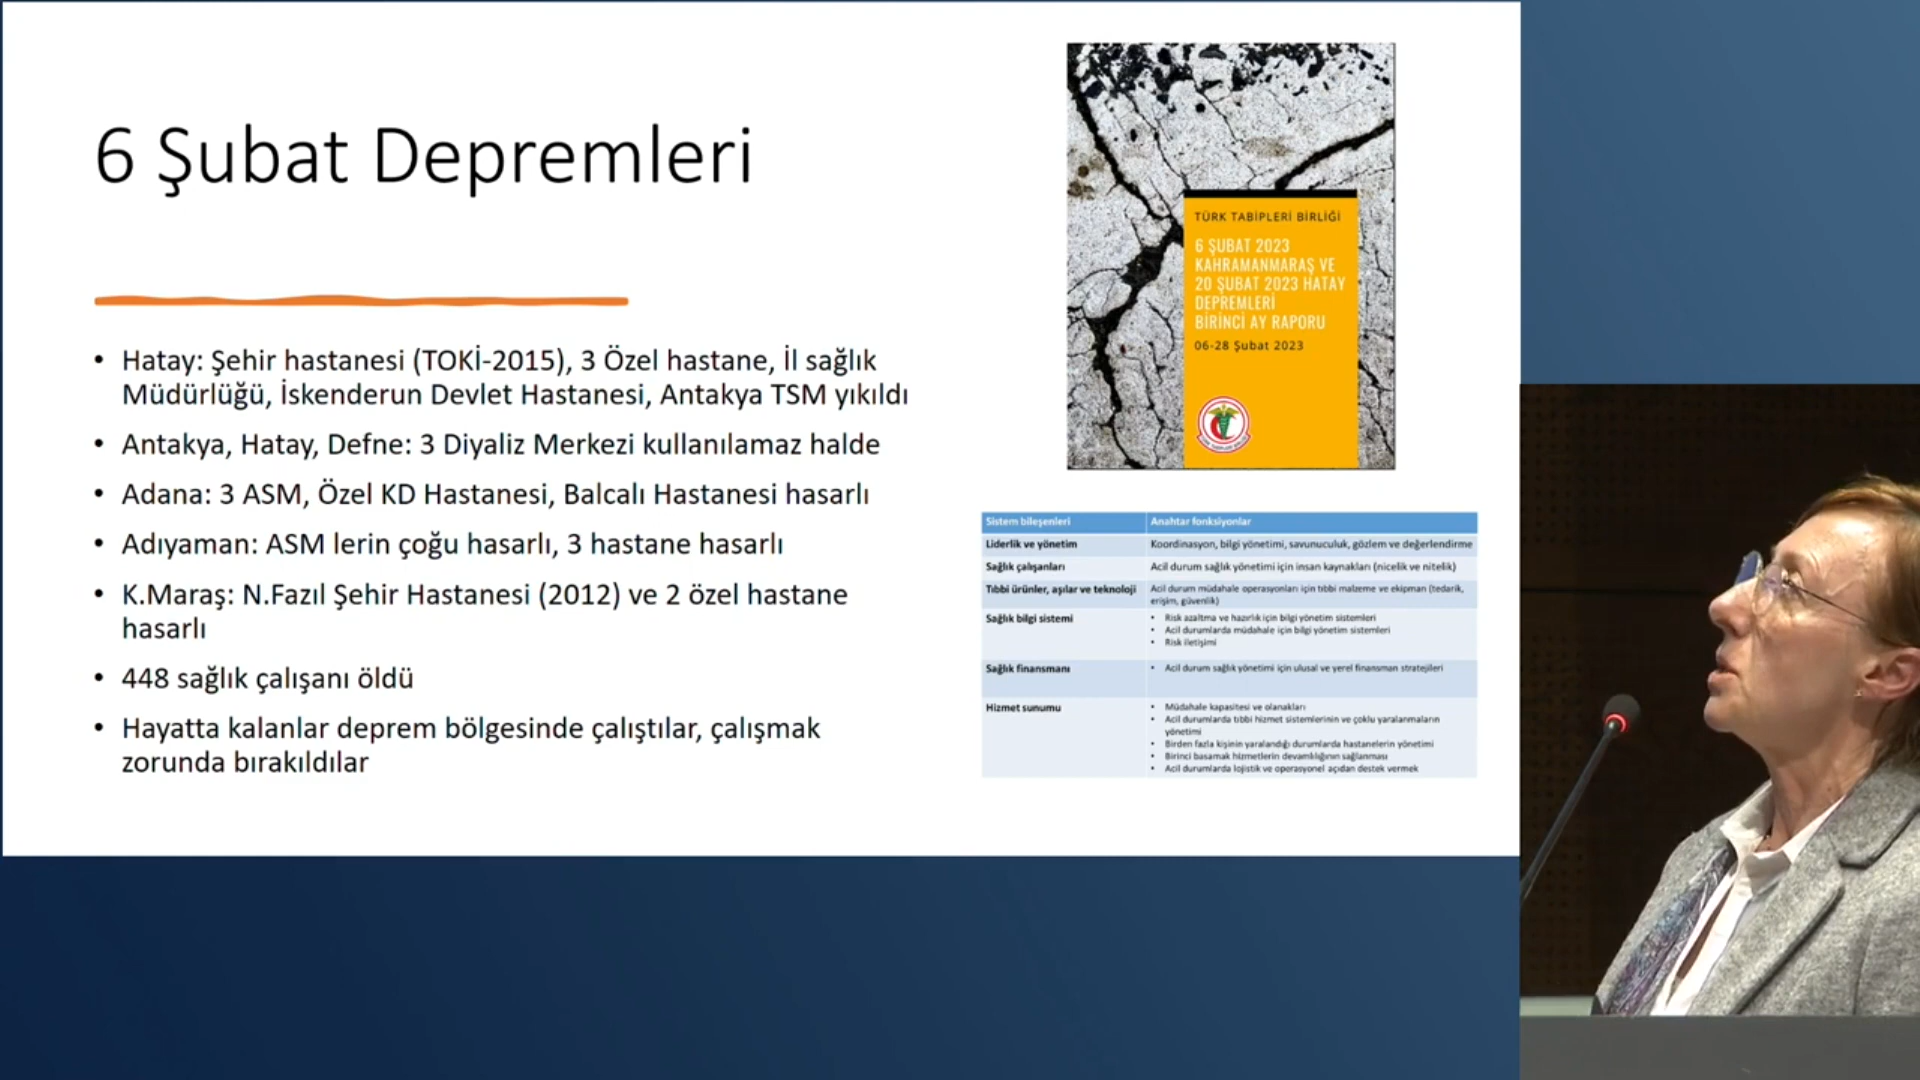 6 Şubat Depremleri
• Hatay: Şehir hastanesi (TOKİ-2015), 3 Özel hastane, İl sağlık
Müdürlüğü, İskenderun Devlet Hastanesi, Antakya TSM yıkıldı
• Antakya, Hatay, Defne: 3 Diyaliz Merkezi kullanılamaz halde
• Adana: 3 ASM, Özel KD Hastanesi, Balcalı Hastanesi hasarlı
• Adıyaman: ASM lerin çoğu hasarlı, 3 hastane hasarlı
• K.Maraş: N.Fazıl Şehir Hastanesi (2012) ve 2 özel hastane
hasarlı
• 448 sağlık çalışanı öldü
• Hayatta kalanlar deprem bölgesinde çalıştılar, çalışmak
zorunda bırakıldılar
TÜRK TABİPLERİ BİRLİĞİ
6 ŞUBAT 2023
KAHRAMANMARAŞ VE
20 ŞUBAT 2023 HATAY
DEPREMLERİ
BİRİNCİ AY RAPORU
06-28 Şubat 2023
Sistem bileşenleri Anahtar fonksiyonlar
Liderlik ve yönetim Koordinasyon, bilgi yönetimi, savunuculuk, gözlem ve değerlendirme
Sağlık çalışanları Acil durum sağlık yönetimi için insan kaynakları (nicelik ve nitelik)
Tıbbi ürünler, aşılar ve teknoloji Acil durum müdahale operasyonları için tıbbi malzeme ve ekipman (tedarik,
erişim, güvenlik)
Sağlık bilgi sistemi • Risk azaltma ve hazırlık için bilgi yönetim sistemleri
• Acil durumlarda müdahale için bilgi yönetim sistemleri
• Risk iletişimi
Sağlık finansmanı • Acil durum sağlık yönetimi için ulusal ve yerel finansman stratejileri
Hizmet sunumu • Müdahale kapasitesi ve olanakları
• Acil durumlarda tıbbi hizmet sistemlerinin ve çoklu yaralanmaların
yönetimi
• Birden fazla kişinin yaralandığı durumlarda hastanelerin yönetimi
• Birinci basamak hizmetlerin devamlılığının sağlanması
• Acil durumlarda lojistik ve operasyonel açıdan destek vermek